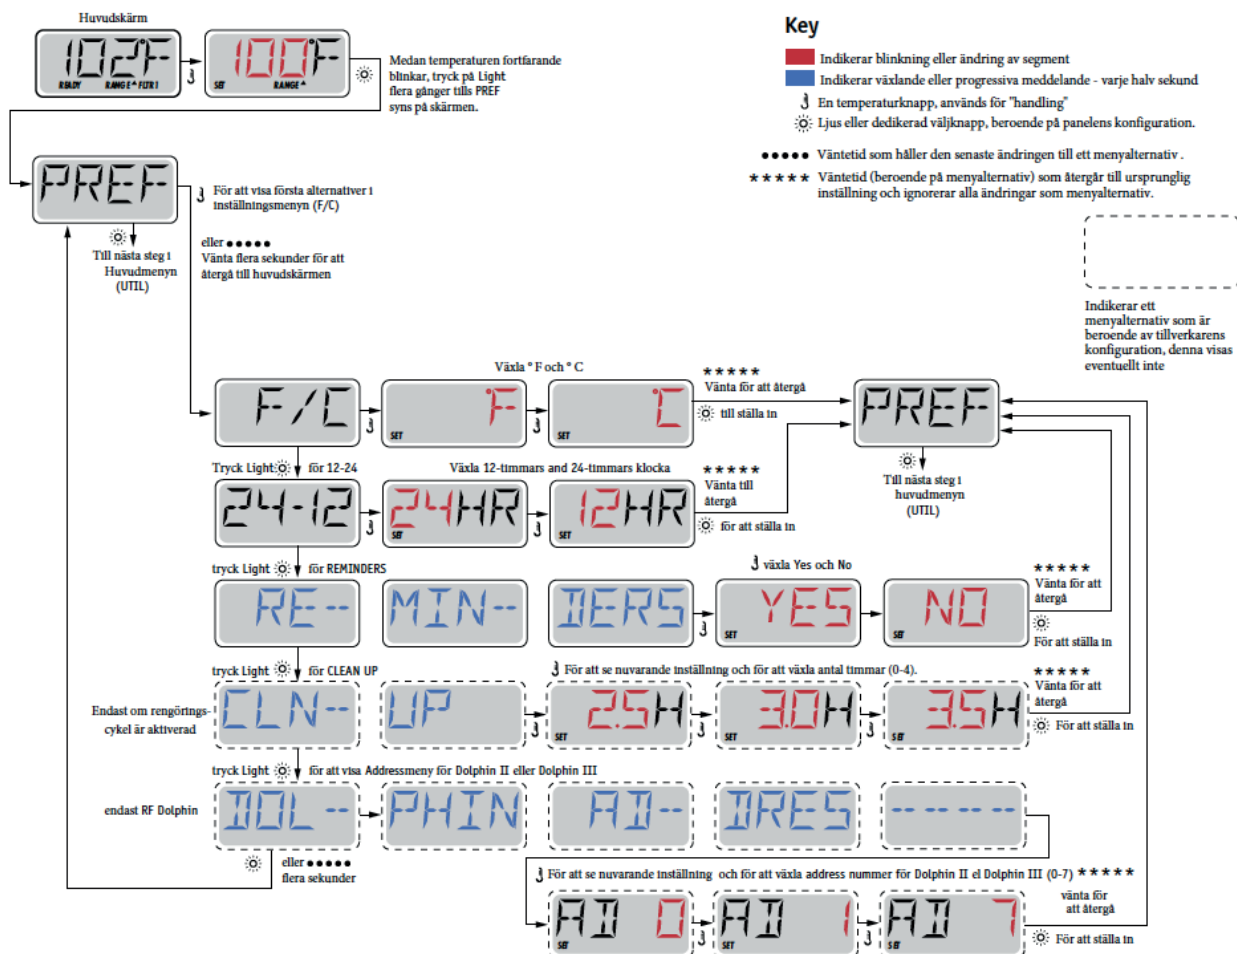 Huvudskärm
102°F
READY RANGE FLTR1
100°F
SET RANGE
Medan temperaturen fortfarande
blinkar, tryck på Light
flera gånger tills PREF
syns på skärmen.
Key
Indikerar blinkning eller ändring av segment
Indikerar växlande eller progressiva meddelande - varje halv sekund
En temperaturknapp, används för "handling"
Ljus eller dedikerad väljknapp, beroende på panelens konfiguration.
••••• Väntetid som håller den senaste ändringen till ett menyalternativ .
***** Väntetid (beroende på menyalternativ) som återgår till ursprunglig
inställning och ignorerar alla ändringar som menyalternativ.
Indikerar ett
menyalternativ som är
beroende av tillverkarens
konfiguration, denna visas
eventuellt inte
PREF
För att visa första alternativer i
inställningsmenyn (F/C)
Till nästa steg i
Huvudmenyn
(UTIL)
eller •••••
Vänta flera sekunder för att
återgå till huvudskärmen
Växla °F och °C
F/C
°F
SET
°C
SET
*****
Vänta för att
återgå
till ställa in
PREF
Till nästa steg i
huvudmenyn
(UTIL)
Tryck Light för 12-24
Växla 12-timmars and 24-timmars klocka
24-12
24HR
SET
12HR
SET
*****
Vänta till
återgå
för att ställa in
tryck Light för REMINDERS
växla Yes och No
RE--
MIN--
DERS
YES
SET
NO
SET
*****
Vänta för att
återgå
För att ställa in
tryck Light för CLEAN UP
För att se nuvarande inställning och för att växla antal timmar (0-4).
Endast om rengörings-
cykel är aktiverad
CLN--
UP
2.5H
SET
3.0H
SET
3.5H
SET
*****
Vänta för att
återgå
För att ställa in
tryck Light för att visa Addressmeny för Dolphin II eller Dolphin III
endast RF Dolphin
DOL--
PHIN
AD--
DRES
-----
eller •••••
flera sekunder
För att se nuvarande inställning och för att växla address nummer för Dolphin II el Dolphin III (0-7) *****
AD 0
SET
AD 1
SET
AD 7
SET
vänta för
att återgå
För att ställa in